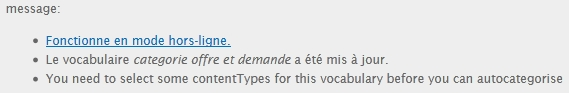 message:
Fonctionne en mode hors-ligne.
Le vocabulaire categorie offre et demande a été mis à jour.
You need to select some contentTypes for this vocabulary before you can autocategorise